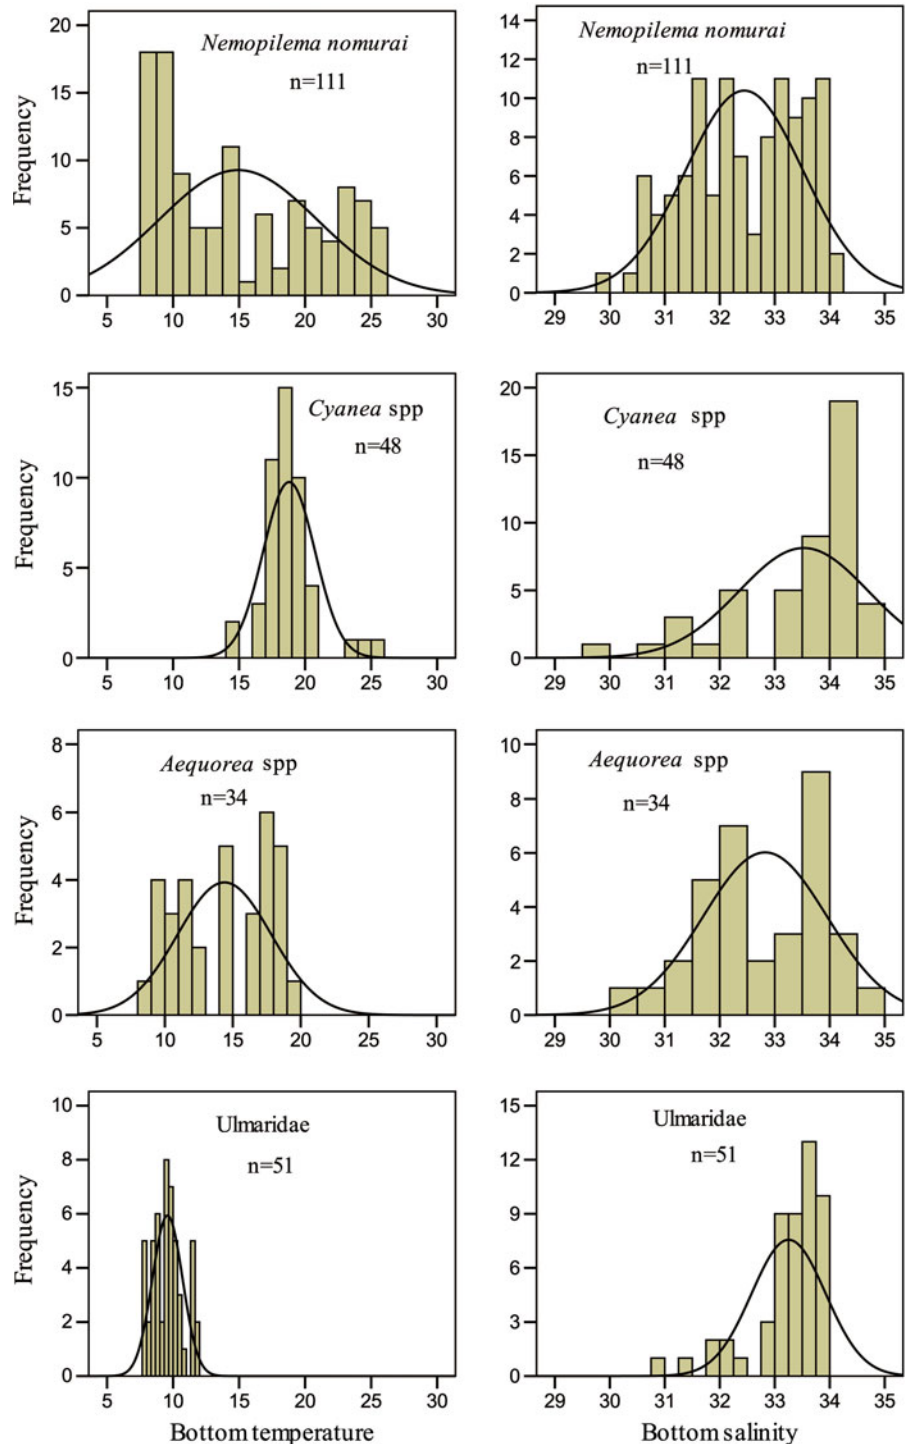 Nemopilema nomurai
n=111
Frequency
20
15
10
5
0
5 10 15 20 25 30
Nemopilema nomurai
n=111
14
12
10
8
6
4
2
0
29 30 31 32 33 34 35
Cyanea spp
n=48
Frequency
15
10
5
0
5 10 15 20 25 30
Cyanea spp
n=48
20
15
10
5
0
29 30 31 32 33 34 35
Aequorea spp
n=34
Frequency
8
6
4
2
0
5 10 15 20 25 30
Aequorea spp
n=34
10
8
6
4
2
0
29 30 31 32 33 34 35
Ulmaridae
n=51
Frequency
10
8
6
4
2
0
5 10 15 20 25 30
Bottom temperature
Ulmaridae
n=51
15
12
9
6
3
0
29 30 31 32 33 34 35
Bottom salinity